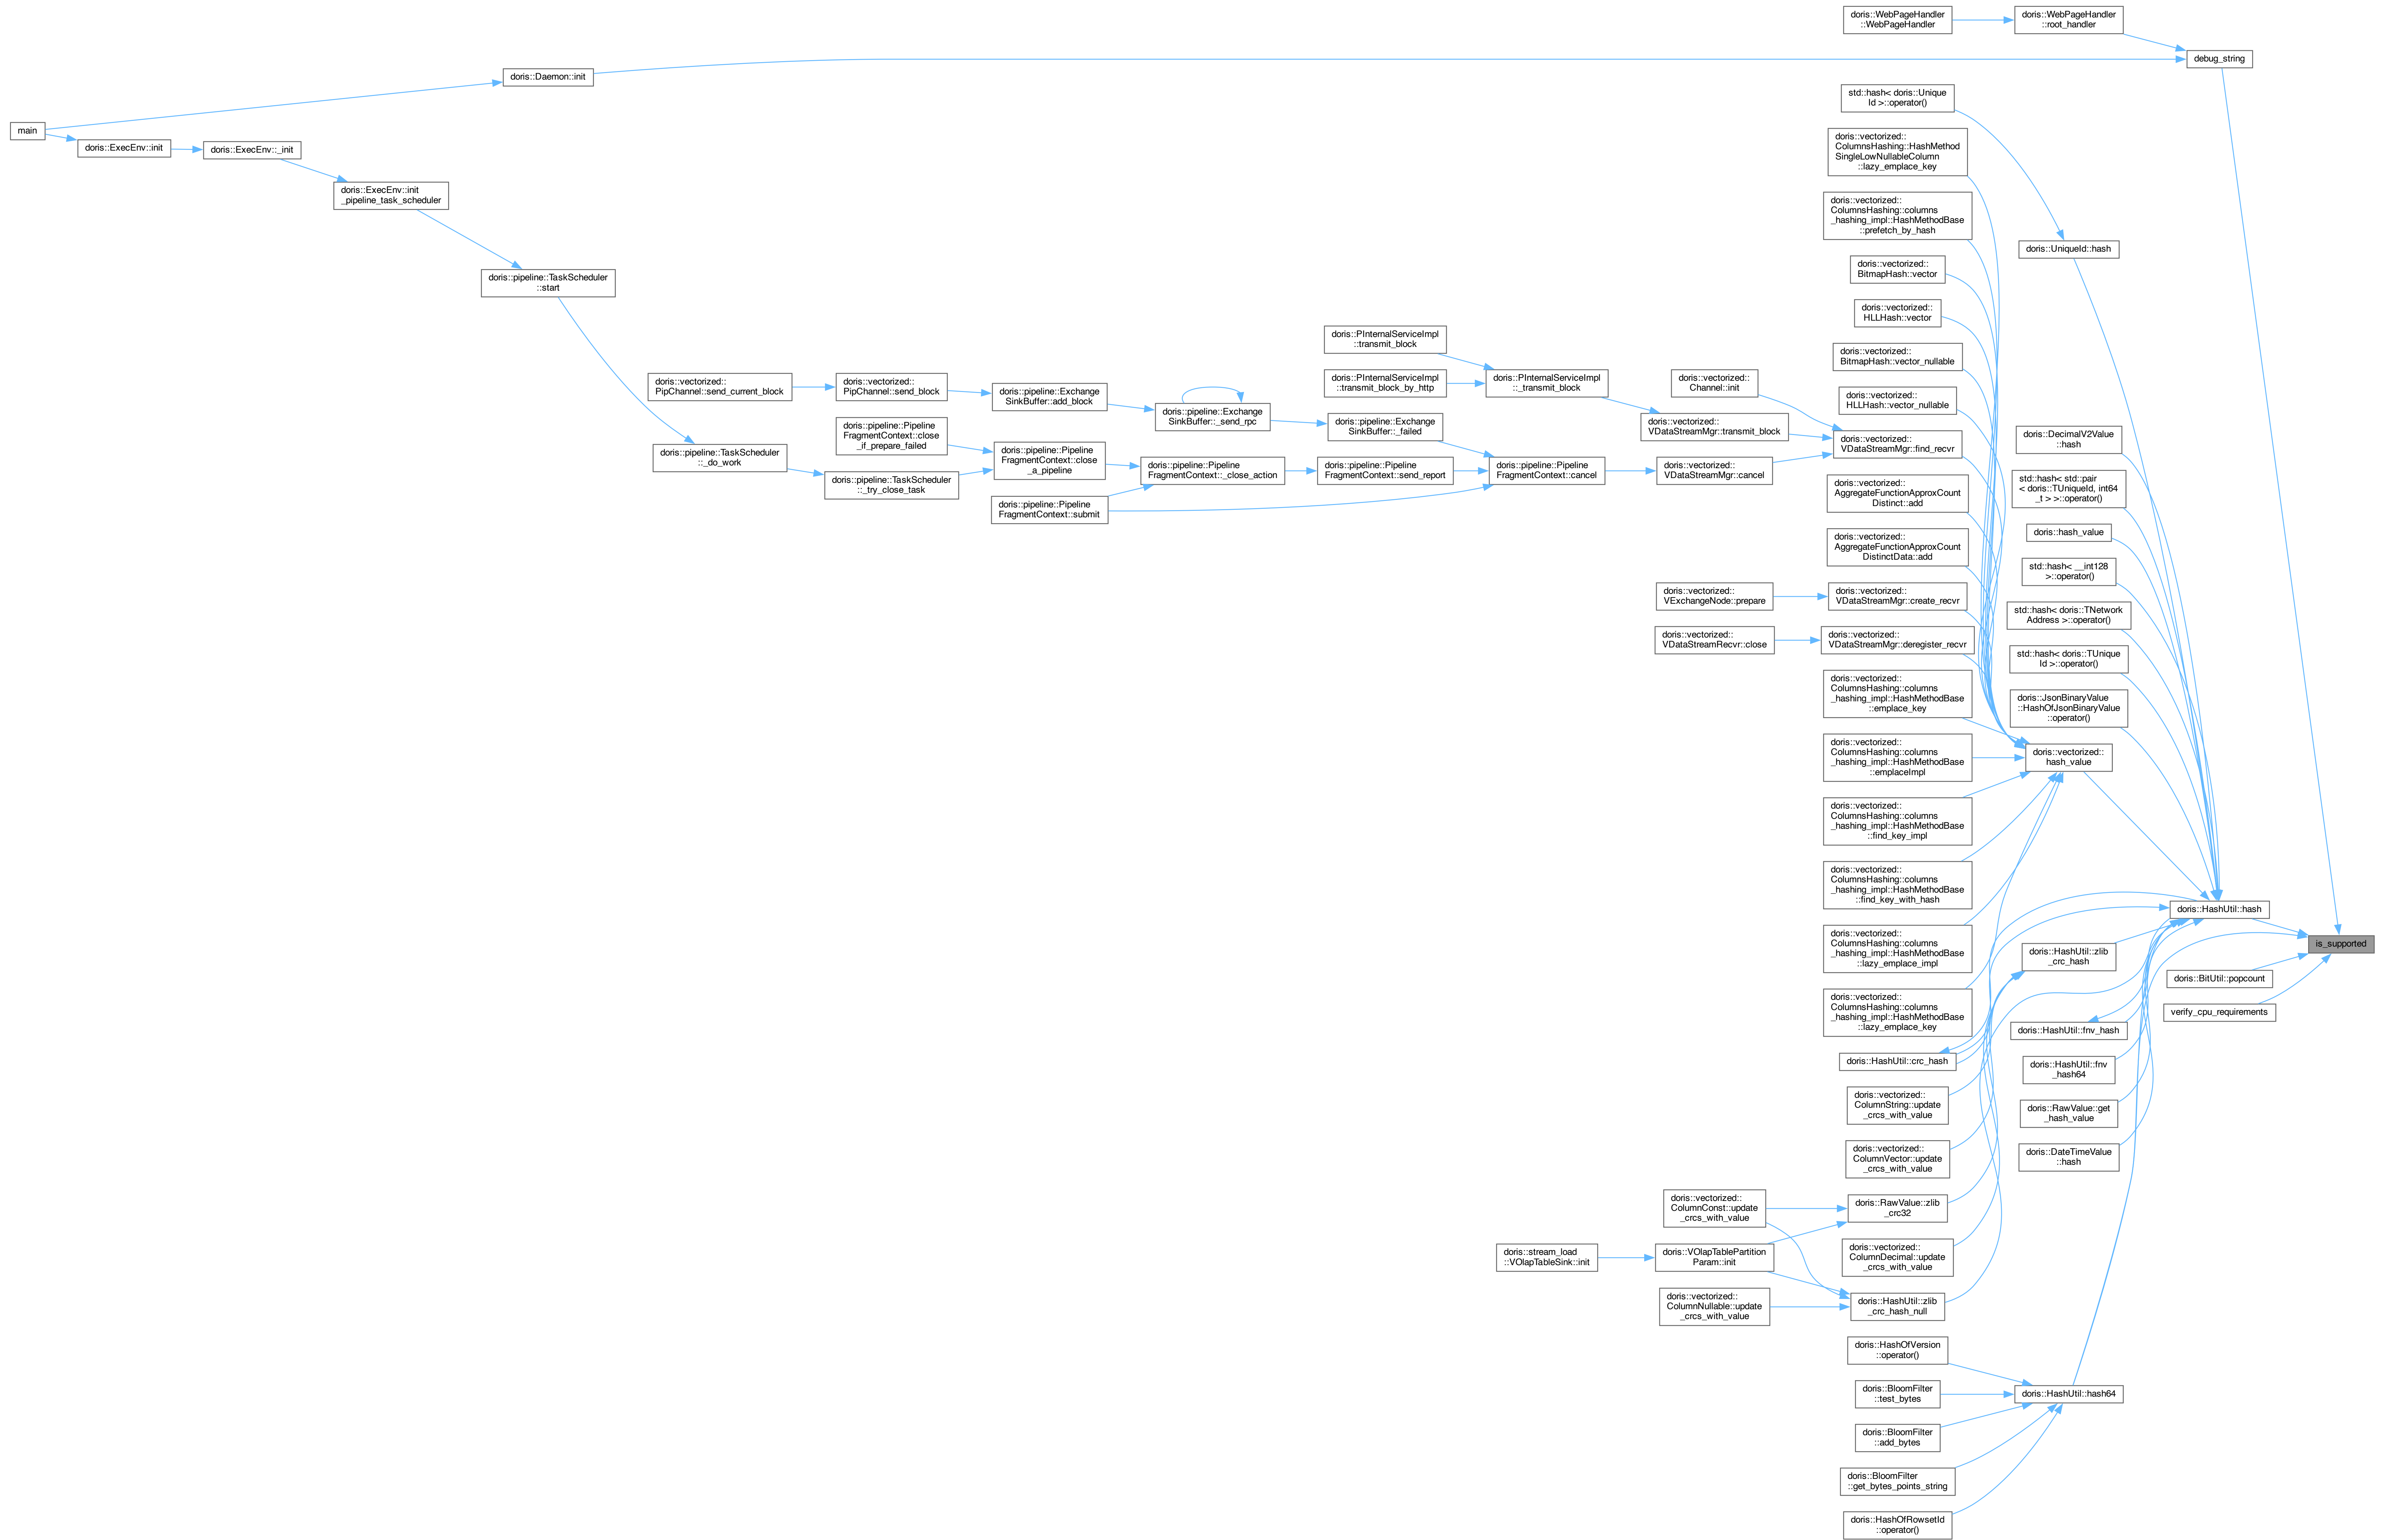 doris::WebPageHandler
::WebPageHandler
doris::WebPageHandler
::root_handler
debug_string
doris::Daemon::init
main
doris::ExecEnv::init
doris::ExecEnv::_init
doris::ExecEnv::init
_pipeline_task_scheduler
doris::pipeline::TaskScheduler
::start
doris::pipeline::TaskScheduler
::_do_work
doris::vectorized::
PipChannel::send_current_block
doris::vectorized::
PipChannel::send_block
doris::pipeline::Pipeline
FragmentContext::close
_if_prepare_failed
doris::pipeline::TaskScheduler
::_try_close_task
doris::pipeline::Exchange
SinkBuffer::add_block
doris::pipeline::Pipeline
FragmentContext::close
_a_pipeline
doris::pipeline::Pipeline
FragmentContext::submit
doris::pipeline::Exchange
SinkBuffer::_send_rpc
doris::pipeline::Pipeline
FragmentContext::_close_action
doris::PInternalServiceImpl
::transmit_block
doris::PInternalServiceImpl
::transmit_block_by_http
doris::pipeline::Exchange
SinkBuffer::_failed
doris::pipeline::Pipeline
FragmentContext::send_report
doris::PInternalServiceImpl
::_transmit_block
doris::pipeline::Pipeline
FragmentContext::cancel
doris::vectorized::
Channel::init
doris::vectorized::
VDataStreamMgr::transmit_block
doris::vectorized::
VDataStreamMgr::cancel
doris::vectorized::
VExchangeNode::prepare
doris::vectorized::
VDataStreamRecvr::close
std::hash< doris::Unique
Id >::operator()
doris::vectorized::
ColumnsHashing::HashMethod
SingleLowNullableColumn
::lazy_emplace_key
doris::vectorized::
ColumnsHashing::columns
_hashing_impl::HashMethodBase
::prefetch_by_hash
doris::vectorized::
BitmapHash::vector
doris::vectorized::
HLLHash::vector
doris::vectorized::
BitmapHash::vector_nullable
doris::vectorized::
HLLHash::vector_nullable
doris::vectorized::
VDataStreamMgr::find_recvr
doris::vectorized::
AggregateFunctionApproxCount
Distinct::add
doris::vectorized::
AggregateFunctionApproxCount
DistinctData::add
doris::vectorized::
VDataStreamMgr::create_recvr
doris::vectorized::
VDataStreamMgr::deregister_recvr
doris::vectorized::
ColumnsHashing::columns
_hashing_impl::HashMethodBase
::emplace_key
doris::vectorized::
ColumnsHashing::columns
_hashing_impl::HashMethodBase
::emplaceImpl
doris::vectorized::
ColumnsHashing::columns
_hashing_impl::HashMethodBase
::find_key_impl
doris::vectorized::
ColumnsHashing::columns
_hashing_impl::HashMethodBase
::find_key_with_hash
doris::vectorized::
ColumnsHashing::columns
_hashing_impl::HashMethodBase
::lazy_emplace_impl
doris::vectorized::
ColumnsHashing::columns
_hashing_impl::HashMethodBase
::lazy_emplace_key
doris::HashUtil::crc_hash
doris::vectorized::
ColumnString::update
_crcs_with_value
doris::vectorized::
ColumnVector::update
_crcs_with_value
doris::RawValue::zlib
_crc32
doris::vectorized::
ColumnDecimal::update
_crcs_with_value
doris::HashUtil::zlib
_crc_hash_null
doris::vectorized::
ColumnConst::update
_crcs_with_value
doris::VOlapTablePartition
Param::init
doris::vectorized::
ColumnNullable::update
_crcs_with_value
doris::stream_load
::VOlapTableSink::init
doris::HashOfVersion
::operator()
doris::BloomFilter
::test_bytes
doris::BloomFilter
::add_bytes
doris::BloomFilter
::get_bytes_points_string
doris::HashOfRowsetId
::operator()
doris::UniqueId::hash
doris::DecimalV2Value
::hash
std::hash< std::pair
< doris::TUniqueId, int64
_t > >::operator()
doris::hash_value
std::hash< __int128
>::operator()
std::hash< doris::TNetwork
Address >::operator()
std::hash< doris::TUnique
Id >::operator()
doris::JsonBinaryValue
::HashOfJsonBinaryValue
::operator()
doris::vectorized::
hash_value
doris::HashUtil::zlib
_crc_hash
doris::HashUtil::fnv_hash
doris::HashUtil::fnv
_hash64
doris::RawValue::get
_hash_value
doris::DateTimeValue
::hash
doris::HashUtil::hash64
doris::HashUtil::hash
is_supported
doris::BitUtil::popcount
verify_cpu_requirements